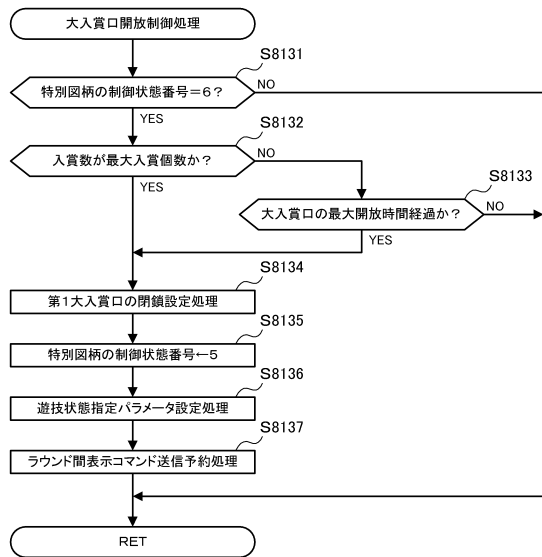 大入賞口開放制御処理
S8131
特別図柄の制御状態番号=6?
NO
YES
S8132
入賞数が最大入賞個数か?
NO
YES
S8133
大入賞口の最大開放時間経過か?
NO
YES
S8134
第1大入賞口の閉鎖設定処理
S8135
特別図柄の制御状態番号←5
S8136
遊技状態指定パラメータ設定処理
S8137
ラウンド間表示コマンド送信予約処理
RET